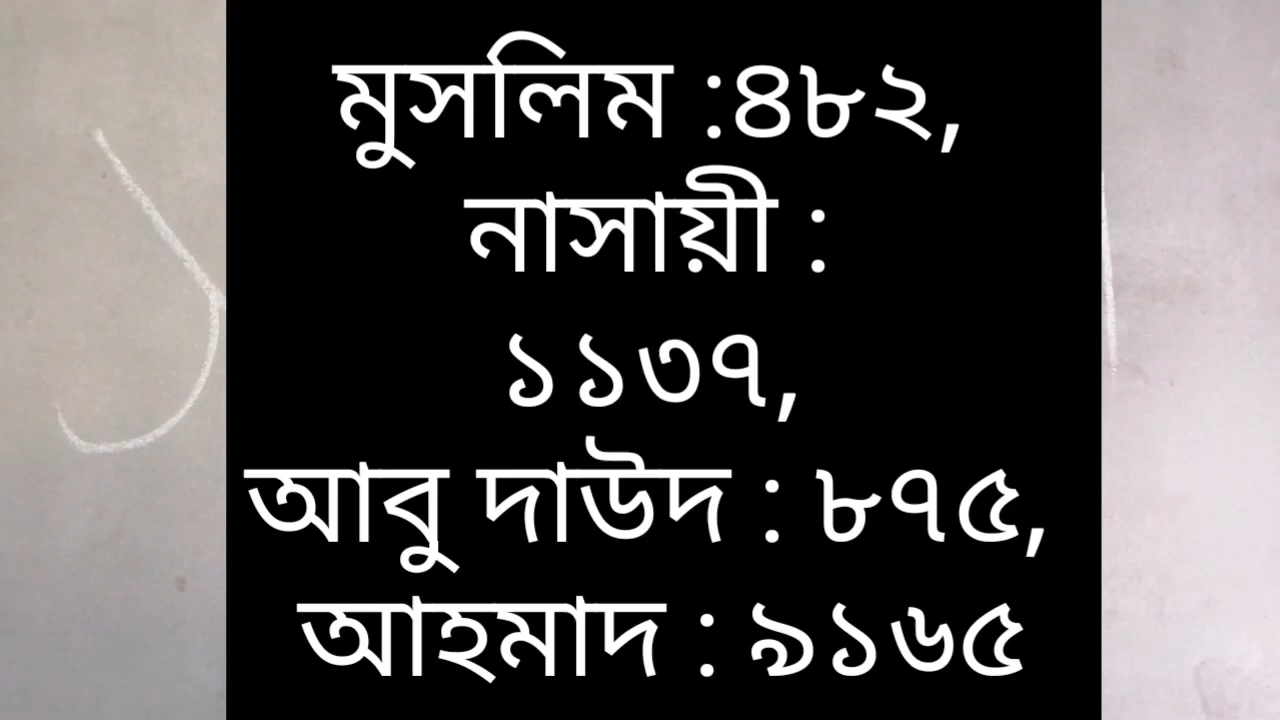 মুসলিম :৪৮২,
নাসায়ী :
১১৩৭,
আবু দাউদ : ৮৭৫,
আহমাদ : ৯১৬৫